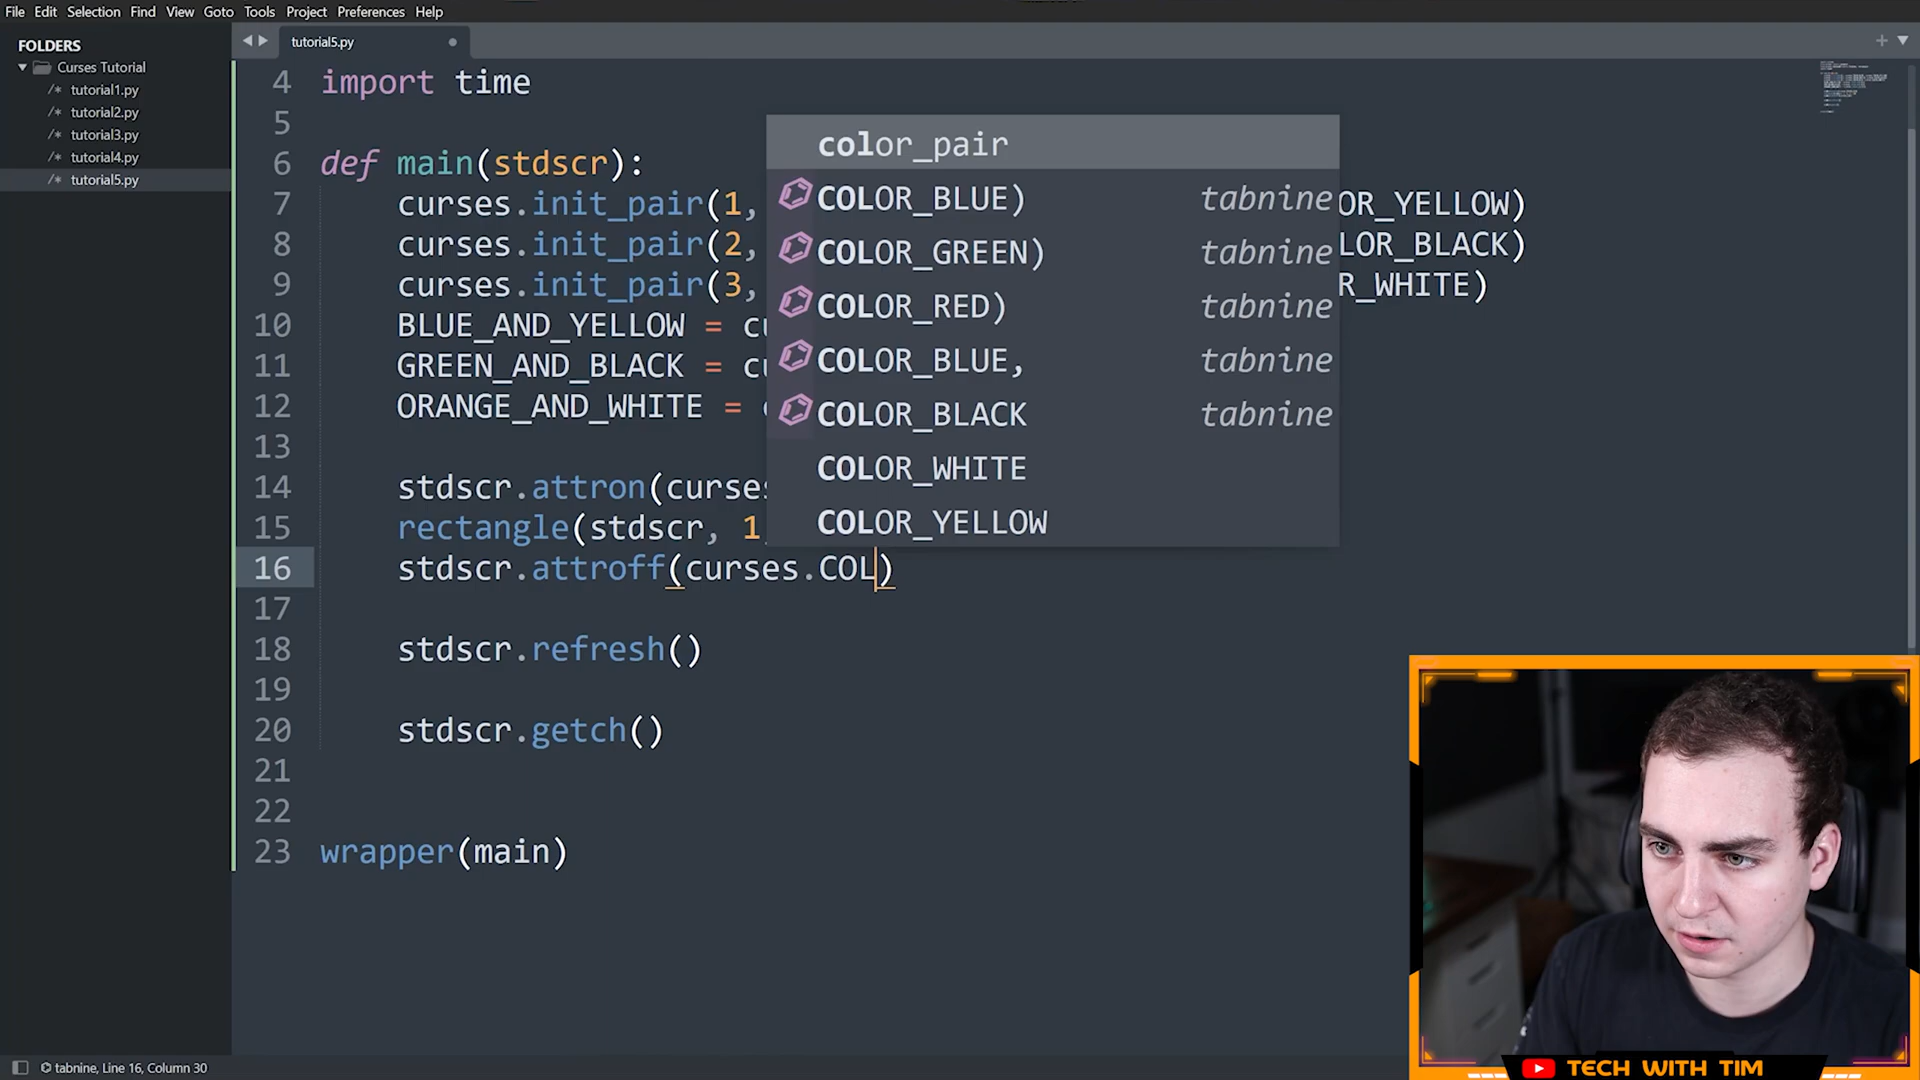 File Edit Selection Find View Goto Tools Project Preferences Help
FOLDERS
Curses Tutorial
/* tutorial1.py
/* tutorial2.py
/* tutorial3.py
/* tutorial4.py
/* tutorial5.py
tutorial5.py
4 import time
5
6 def main(stdscr):
7 curses.init_pair(1, OR_YELLOW)
8 curses.init_pair(2, LOR_BLACK)
9 curses.init_pair(3, R_WHITE)
10 BLUE_AND_YELLOW = cu
11 GREEN_AND_BLACK = cu
12 ORANGE_AND_WHITE = c
13
14 stdscr.attron(curses
15 rectangle(stdscr, 1
16 stdscr.attroff(curses.COL)
17
18 stdscr.refresh()
19
20 stdscr.getch()
21
22
23 wrapper(main)
color_pair
COLOR_BLUE) tabnine
COLOR_GREEN) tabnine
COLOR_RED) tabnine
COLOR_BLUE, tabnine
COLOR_BLACK tabnine
COLOR_WHITE
COLOR_YELLOW
tabnine, Line 16, Column 30
TECH WITH TIM